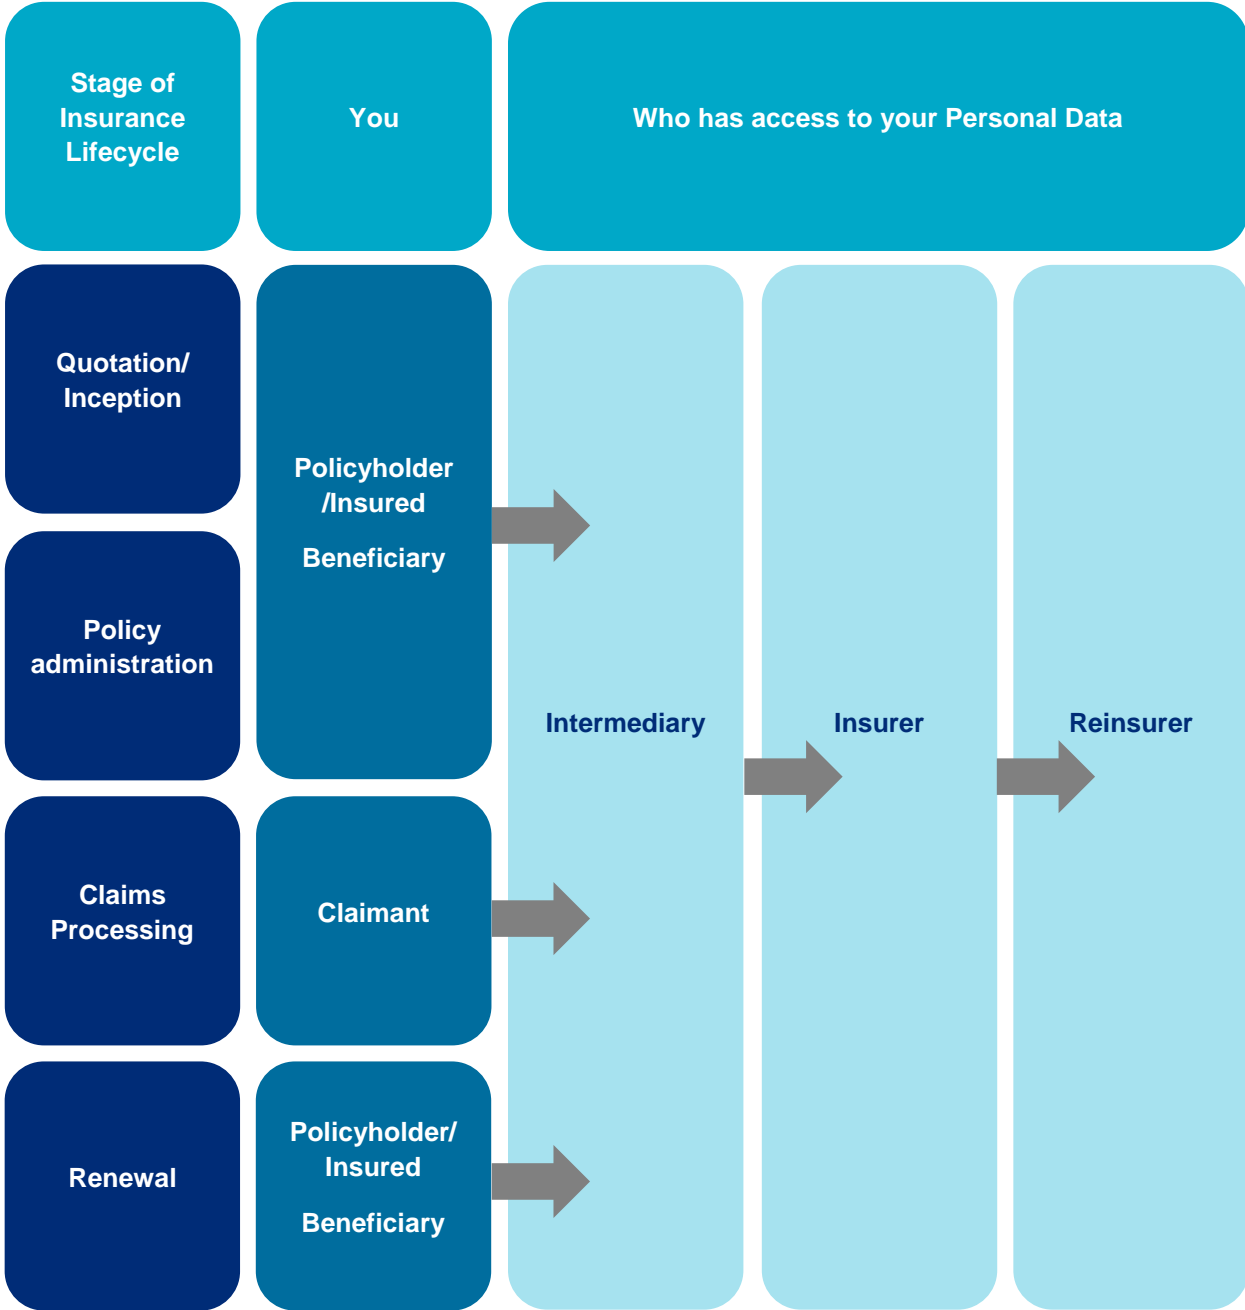 Stage of
Insurance
Lifecycle
You
Who has access to your Personal Data
Quotation/
Inception
Policyholder
/Insured
Beneficiary
Policy
administration
Intermediary
Insurer
Reinsurer
Claims
Processing
Claimant
Renewal
Policyholder/
Insured
Beneficiary